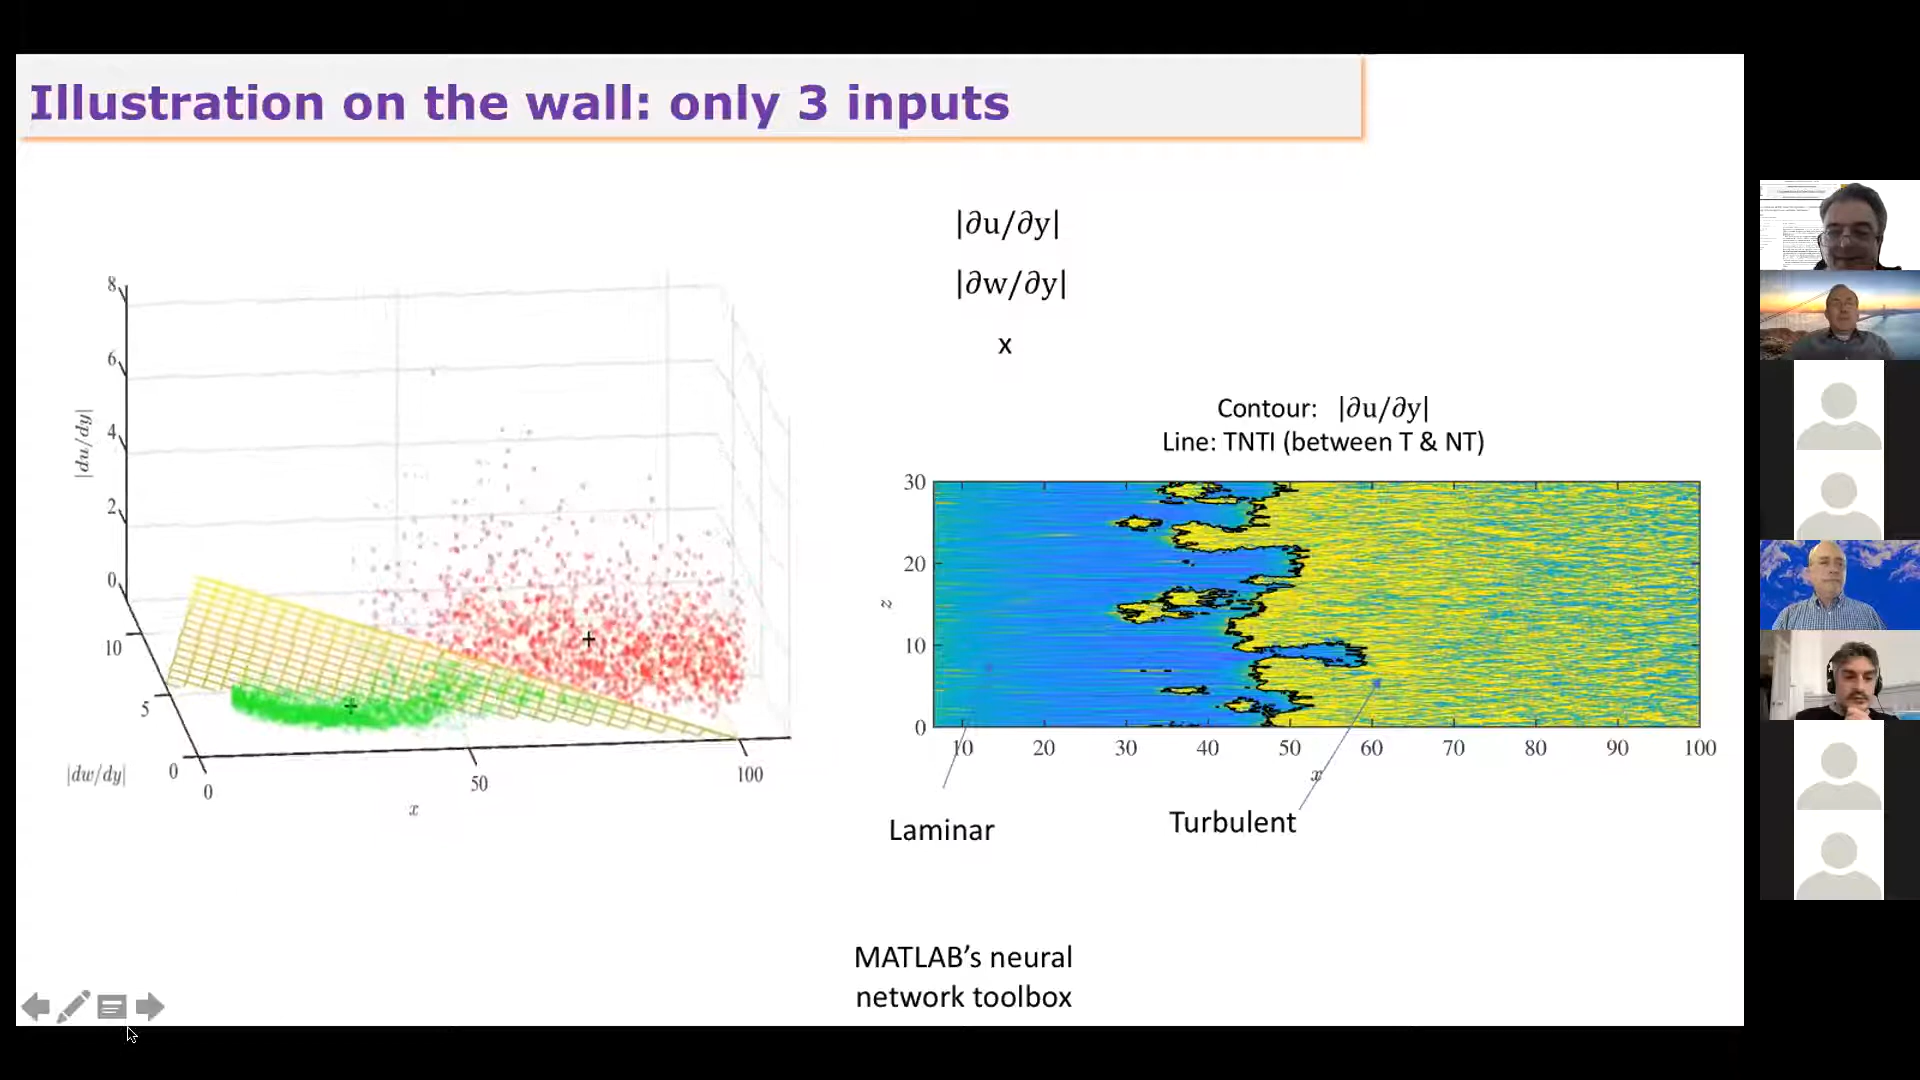 Illustration on the wall: only 3 inputs
|∂u/∂y|
|∂w/∂y|
x
8
6
4
2
0
|du/dy|
10
5
0
|dw/dy|
0
50
100
x
Contour: |∂u/∂y|
Line: TNTI (between T & NT)
30
20
10
0
z
10
20
30
40
50
60
70
80
90
100
x
Laminar
Turbulent
MATLAB’s neural
network toolbox